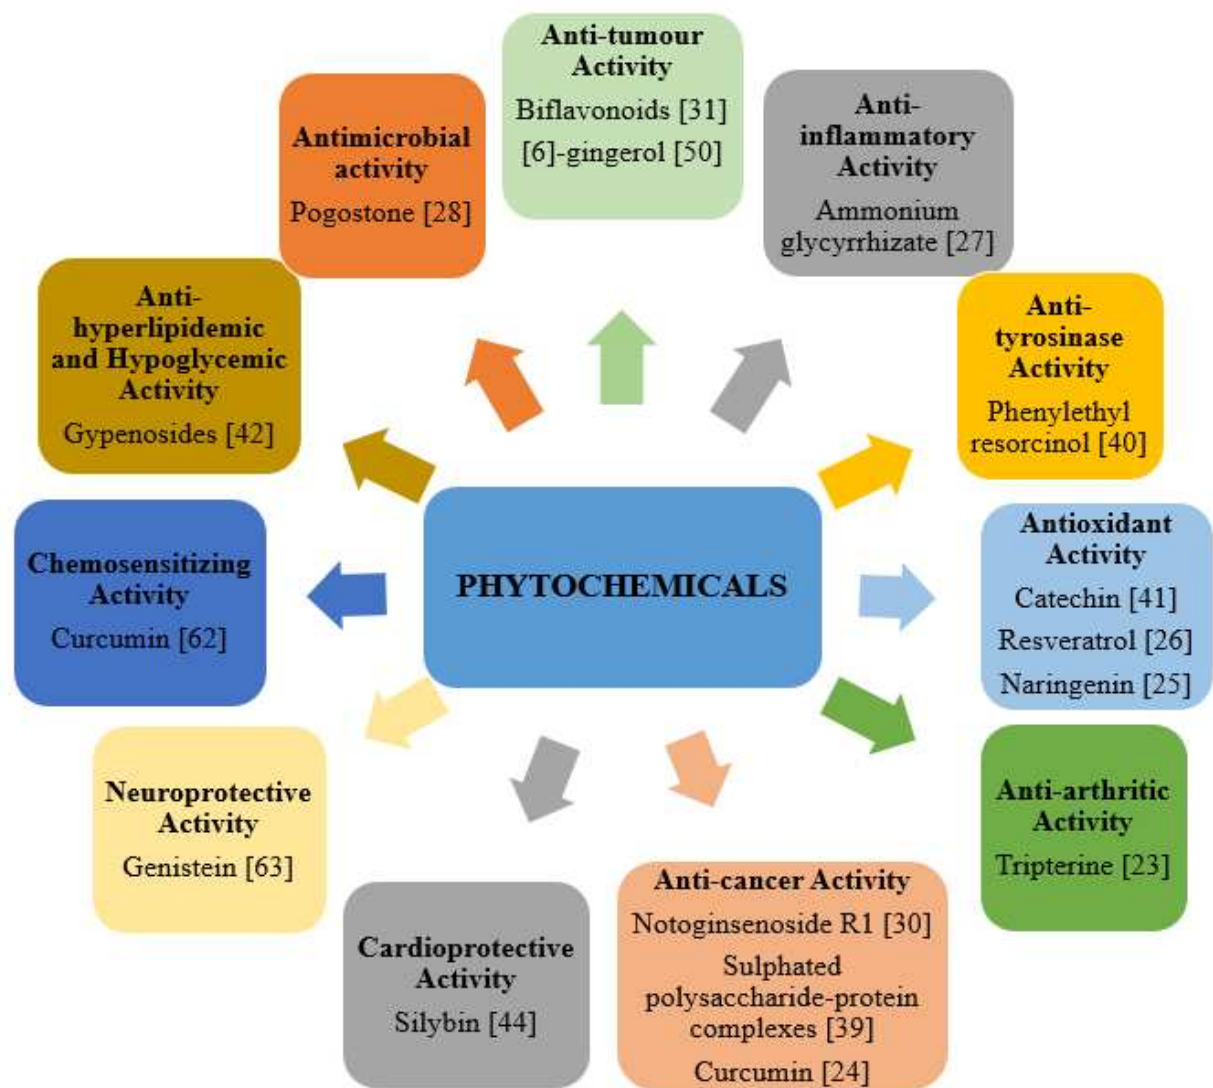 Anti-tumour
Activity
Biflavonoids [31]
[6]-gingerol [50]
Anti-
inflammatory
Activity
Ammonium
glycyrrhizate [27]
Anti-
tyrosinase
Activity
Phenylethyl
resorcinol [40]
Antioxidant
Activity
Catechin [41]
Resveratrol [26]
Naringenin [25]
Anti-arthritic
Activity
Tripterine [23]
Anti-cancer Activity
Notoginsenoside R1 [30]
Sulphated
polysaccharide-protein
complexes [39]
Curcumin [24]
Cardioprotective
Activity
Silybin [44]
Neuroprotective
Activity
Genistein [63]
Chemosensitizing
Activity
Curcumin [62]
Anti-
hyperlipidemic
and Hypoglycemic
Activity
Gypenosides [42]
Antimicrobial
activity
Pogostone [28]
PHYTOCHEMICALS